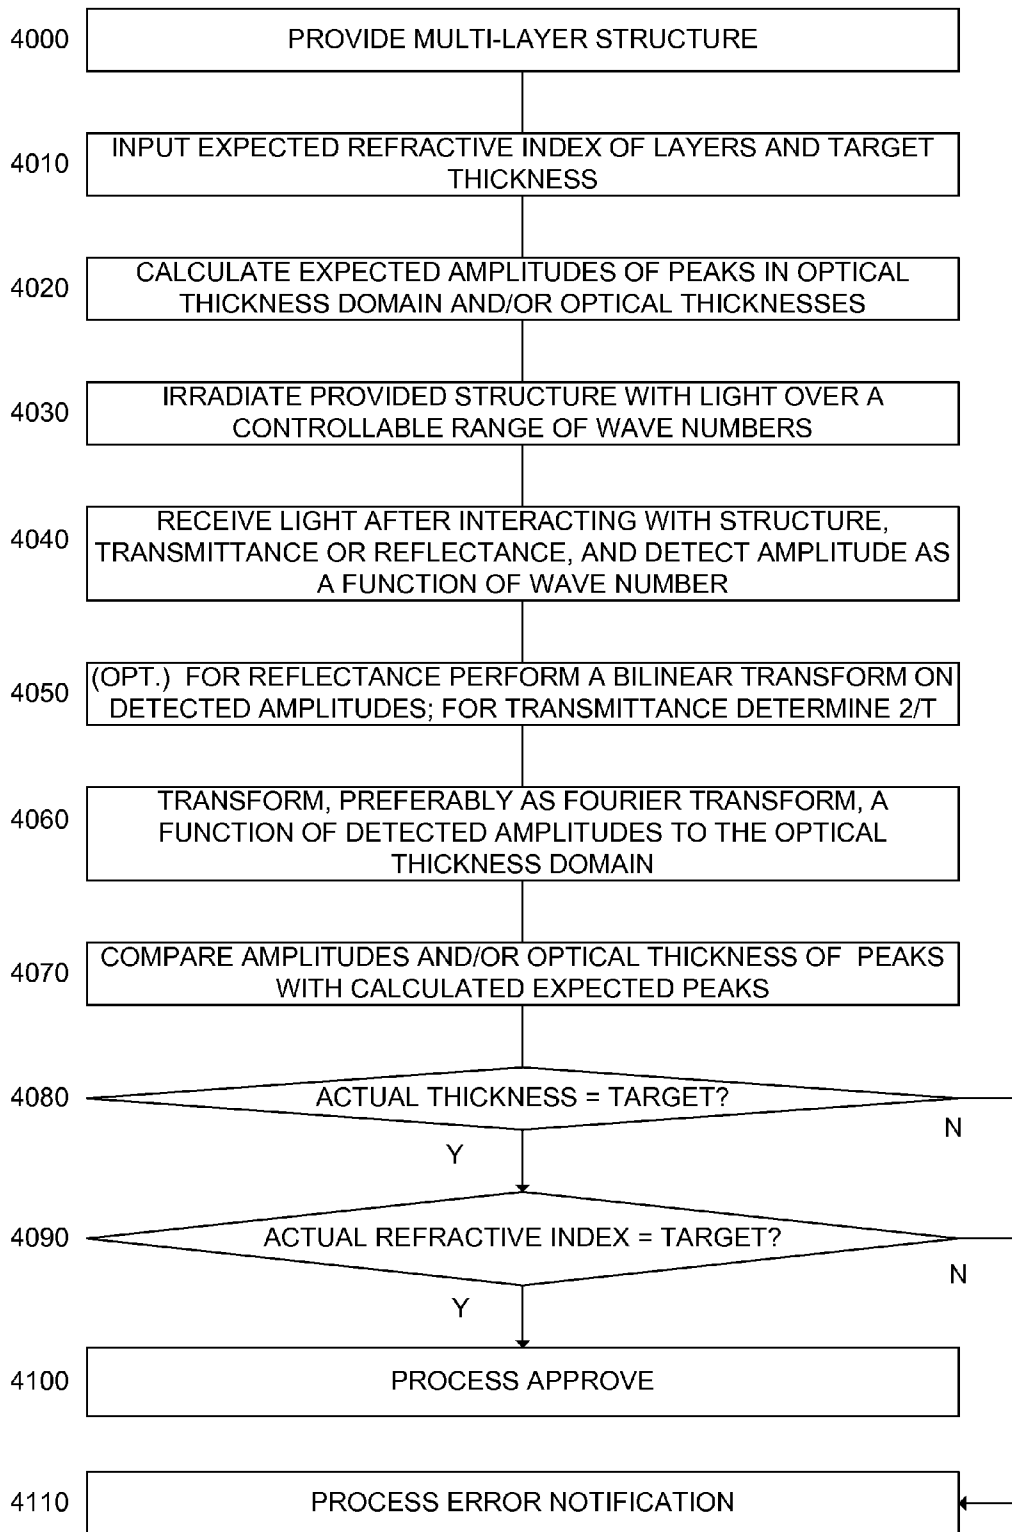 4000 PROVIDE MULTI-LAYER STRUCTURE
4010 INPUT EXPECTED REFRACTIVE INDEX OF LAYERS AND TARGET
THICKNESS
4020 CALCULATE EXPECTED AMPLITUDES OF PEAKS IN OPTICAL
THICKNESS DOMAIN AND/OR OPTICAL THICKNESSES
4030 IRRADIATE PROVIDED STRUCTURE WITH LIGHT OVER A
CONTROLLABLE RANGE OF WAVE NUMBERS
4040 RECEIVE LIGHT AFTER INTERACTING WITH STRUCTURE,
TRANSMITTANCE OR REFLECTANCE, AND DETECT AMPLITUDE AS
A FUNCTION OF WAVE NUMBER
4050 (OPT.) FOR REFLECTANCE PERFORM A BILINEAR TRANSFORM ON
DETECTED AMPLITUDES; FOR TRANSMITTANCE DETERMINE 2/T
4060 TRANSFORM, PREFERABLY AS FOURIER TRANSFORM, A
FUNCTION OF DETECTED AMPLITUDES TO THE OPTICAL
THICKNESS DOMAIN
4070 COMPARE AMPLITUDES AND/OR OPTICAL THICKNESS OF PEAKS
WITH CALCULATED EXPECTED PEAKS
4080 ACTUAL THICKNESS = TARGET?
N
Y
4090 ACTUAL REFRACTIVE INDEX = TARGET?
N
Y
4100 PROCESS APPROVE
4110 PROCESS ERROR NOTIFICATION